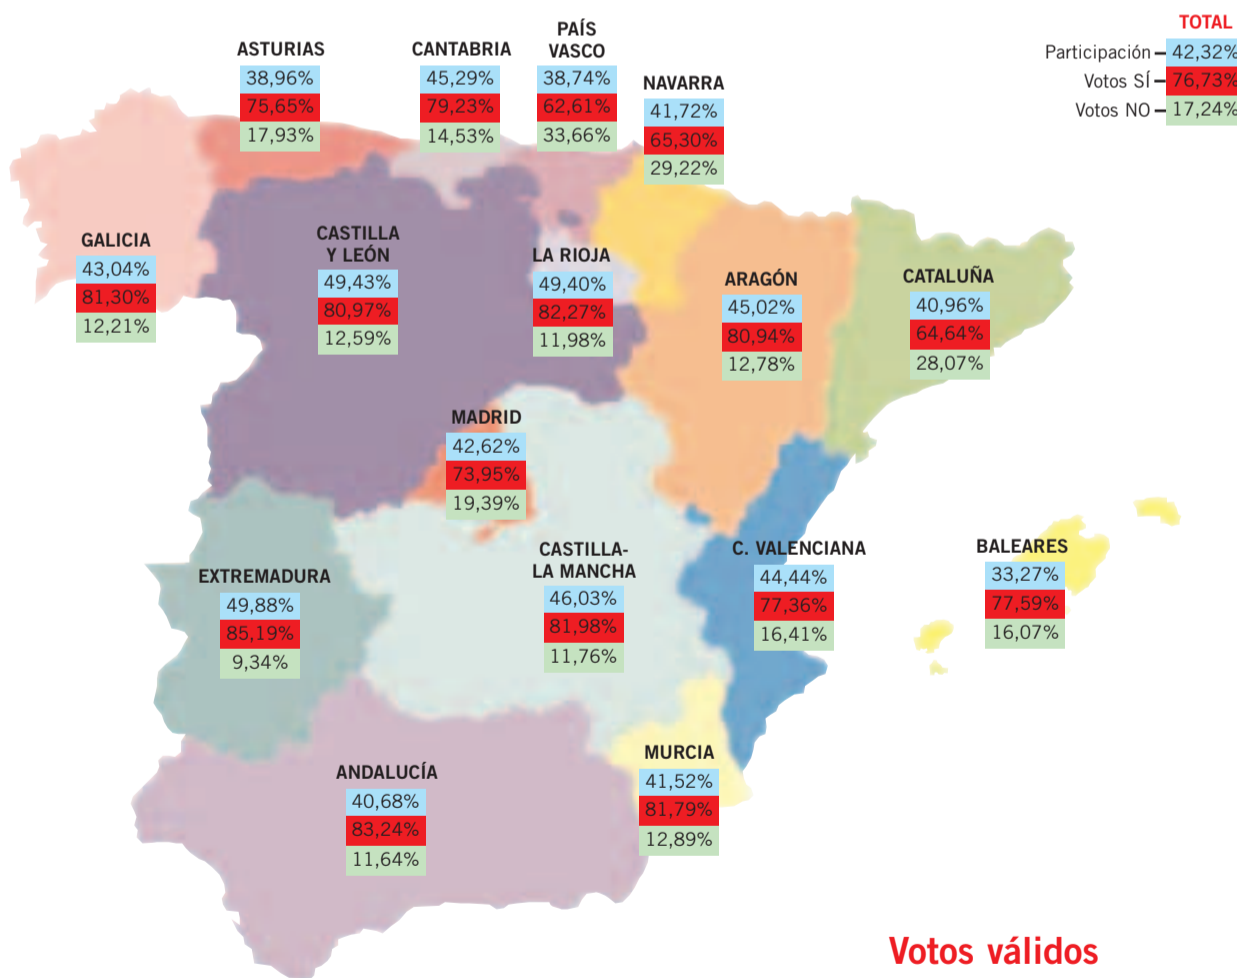 TOTAL
Participación 42,32%
Votos SÍ 76,73%
Votos NO 17,24%
ASTURIAS
38,96%
75,65%
17,93%
CANTABRIA
45,29%
79,23%
14,53%
PAÍS
VASCO
38,74%
62,61%
33,66%
NAVARRA
41,72%
65,30%
29,22%
GALICIA
43,04%
81,30%
12,21%
CASTILLA
Y LEÓN
49,43%
80,97%
12,59%
LA RIOJA
49,40%
82,27%
11,98%
ARAGÓN
45,02%
80,94%
12,78%
CATALUÑA
40,96%
64,64%
28,07%
MADRID
42,62%
73,95%
19,39%
EXTREMADURA
49,88%
85,19%
9,34%
CASTILLA-
LA MANCHA
46,03%
81,98%
11,76%
C. VALENCIANA
44,44%
77,36%
16,41%
BALEARES
33,27%
77,59%
16,07%
ANDALUCÍA
40,68%
83,24%
11,64%
MURCIA
41,52%
81,79%
12,89%
Votos válidos